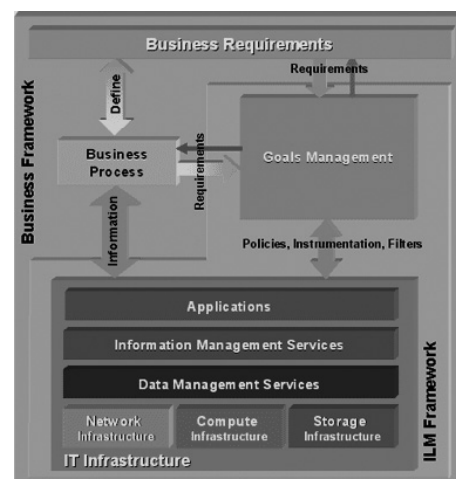 Business Requirements
Requirements
Define
Business Framework
Business
Process
Requirements
Goals Management
Information
Policies, Instrumentation, Filters
Applications
Information Management Services
Data Management Services
Network
Infrastructure
Compute
Infrastructure
Storage
Infrastructure
IT Infrastructure
ILM Framework